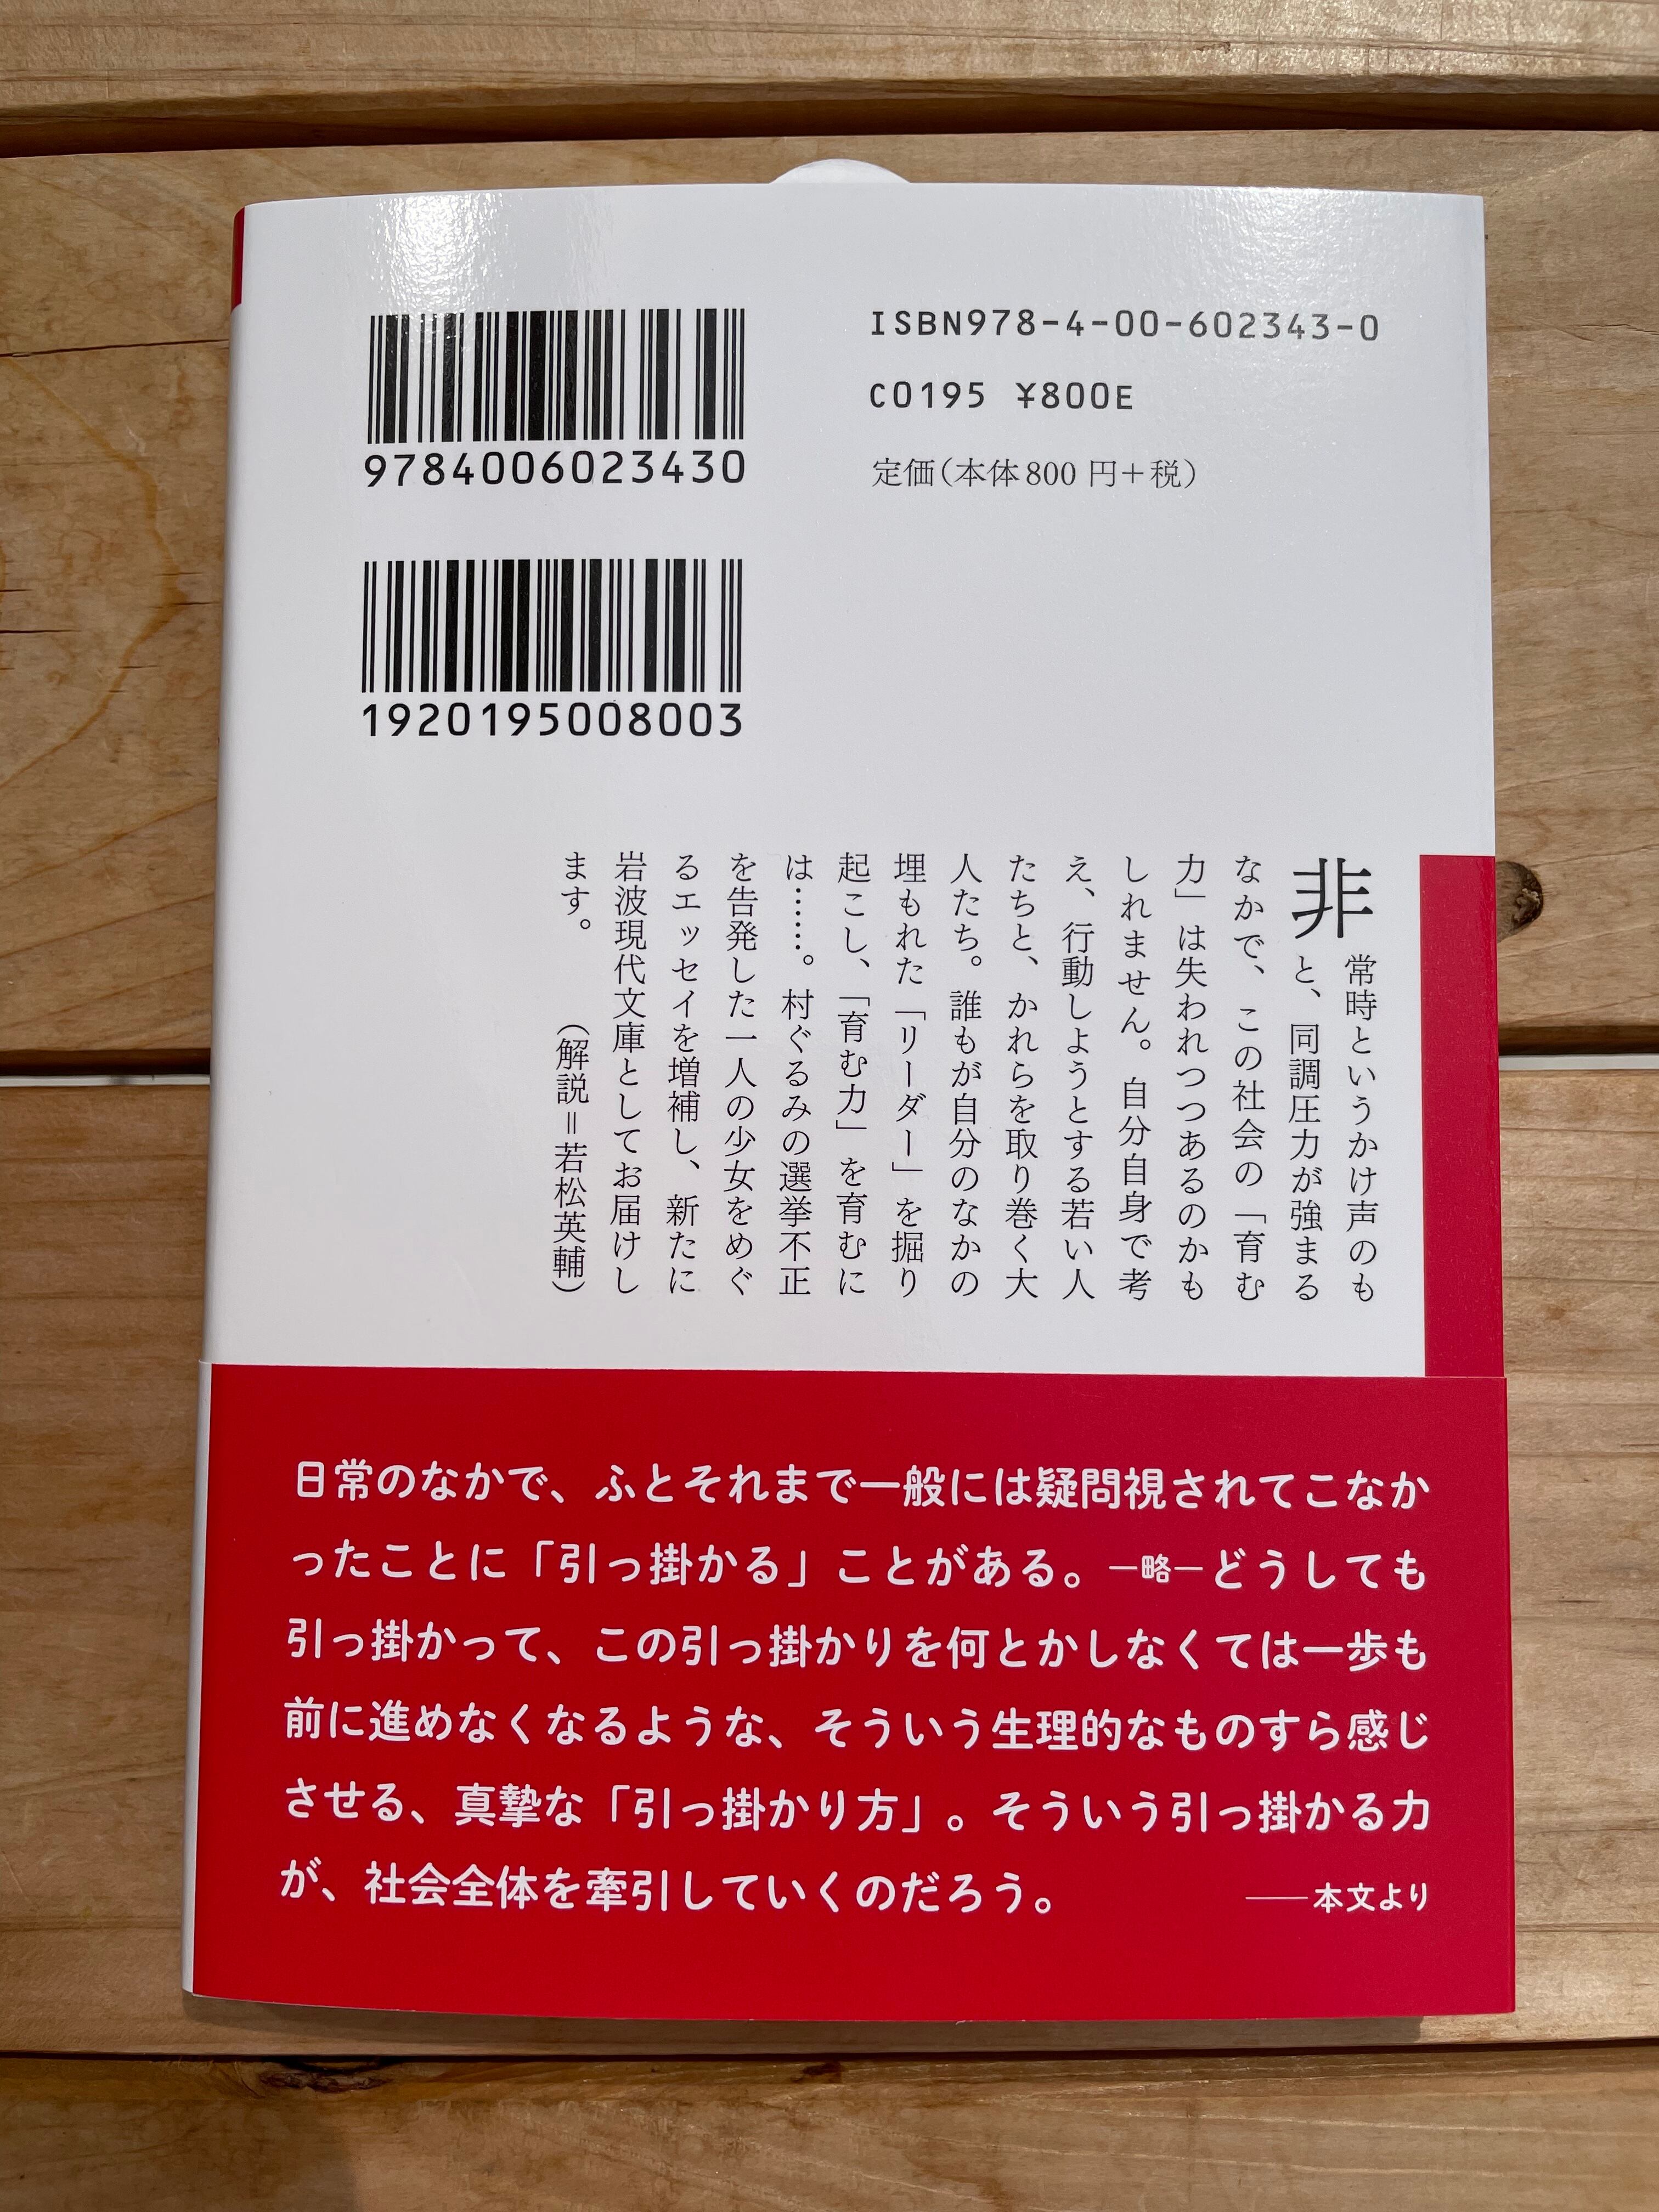 9784006023430
1920195008003
ISBN978-4-00-602343-0
C0195 ¥800E
定価(本体800円+税)
非常時というかけ声のも
と、同調圧力が強まる
なかで、この社会の「育む
力」は失われつつあるのかも
しれません。自分自身で考
え、行動しようとする若い人
たちと、かれらを取り巻く大
人たち。誰もが自分のなかの
埋もれた「リーダー」を掘り
起こし、「育む力」を育むに
は……。村ぐるみの選挙不正
を告発した一人の少女をめぐ
るエッセイを増補し、新たに
岩波現代文庫としてお届けし
ます。(解説=若松英輔)
日常のなかで、ふとそれまで一般には疑問視されてこなか
ったことに「引っ掛かる」ことがある。—略—どうしても
引っ掛かって、この引っ掛かりを何とかしなくては一歩も
前に進めなくなるような、そういう生理的なものすら感じ
させる、真摯な「引っ掛かり方」。そういう引っ掛かる力
が、社会全体を牽引していくのだろう。 ——本文より